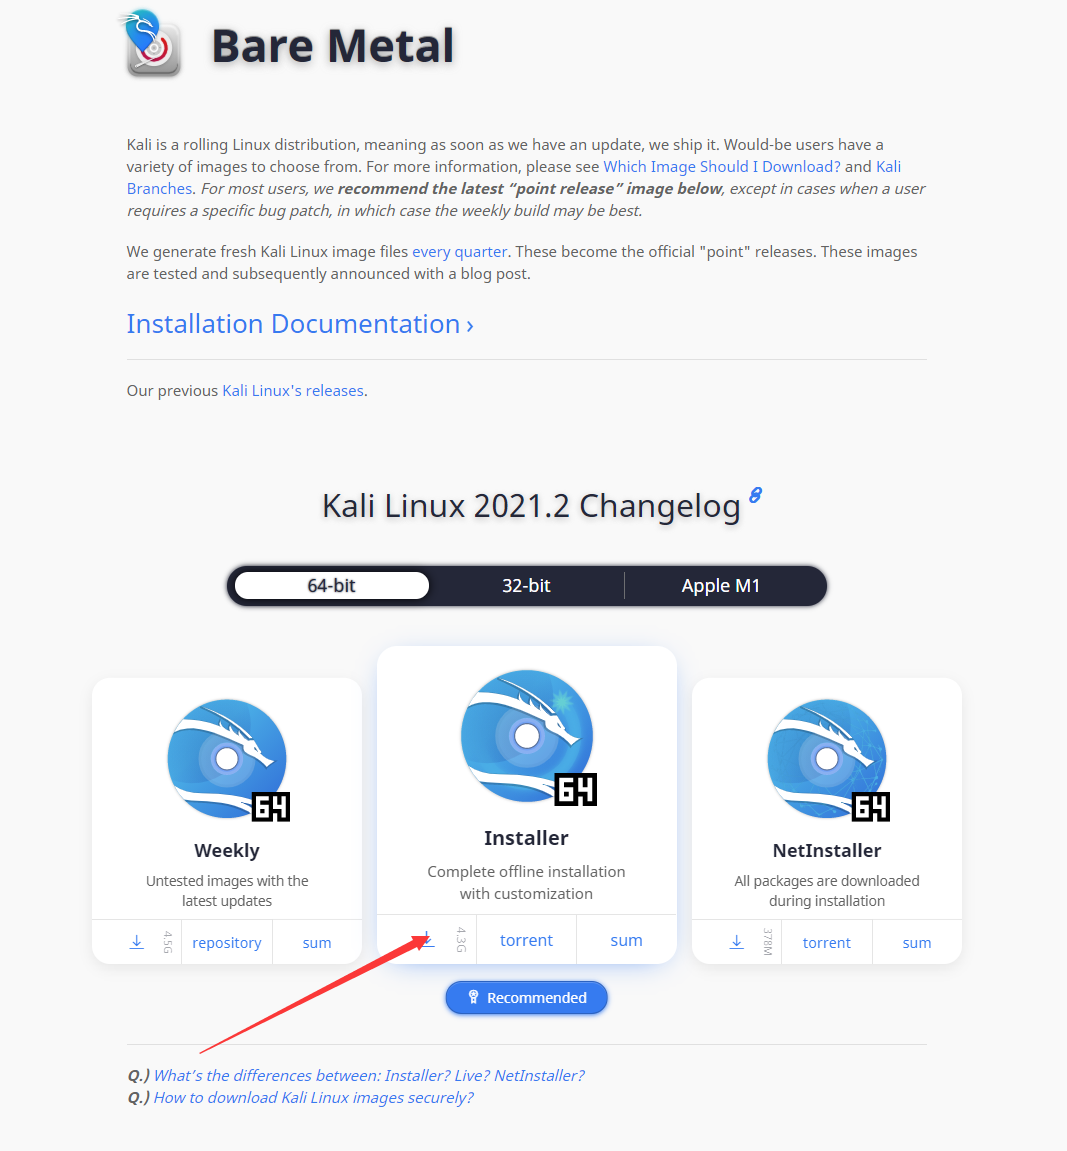 Bare Metal
Kali is a rolling Linux distribution, meaning as soon as we have an update, we ship it. Would-be users have a
variety of images to choose from. For more information, please see Which Image Should I Download? and Kali
Branches. For most users, we recommend the latest “point release” image below, except in cases when a user
requires a specific bug patch, in which case the weekly build may be best.
We generate fresh Kali Linux image files every quarter. These become the official "point" releases. These images
are tested and subsequently announced with a blog post.
Installation Documentation ›
Our previous Kali Linux's releases.
Kali Linux 2021.2 Changelog
64-bit 32-bit Apple M1
64
Weekly
Untested images with the
latest updates
4.5G repository sum
64
Installer
Complete offline installation
with customization
4.3G torrent sum
Recommended
64
NetInstaller
All packages are downloaded
during installation
378M torrent sum
Q.) What’s the differences between: Installer? Live? NetInstaller?
Q.) How to download Kali Linux images securely?